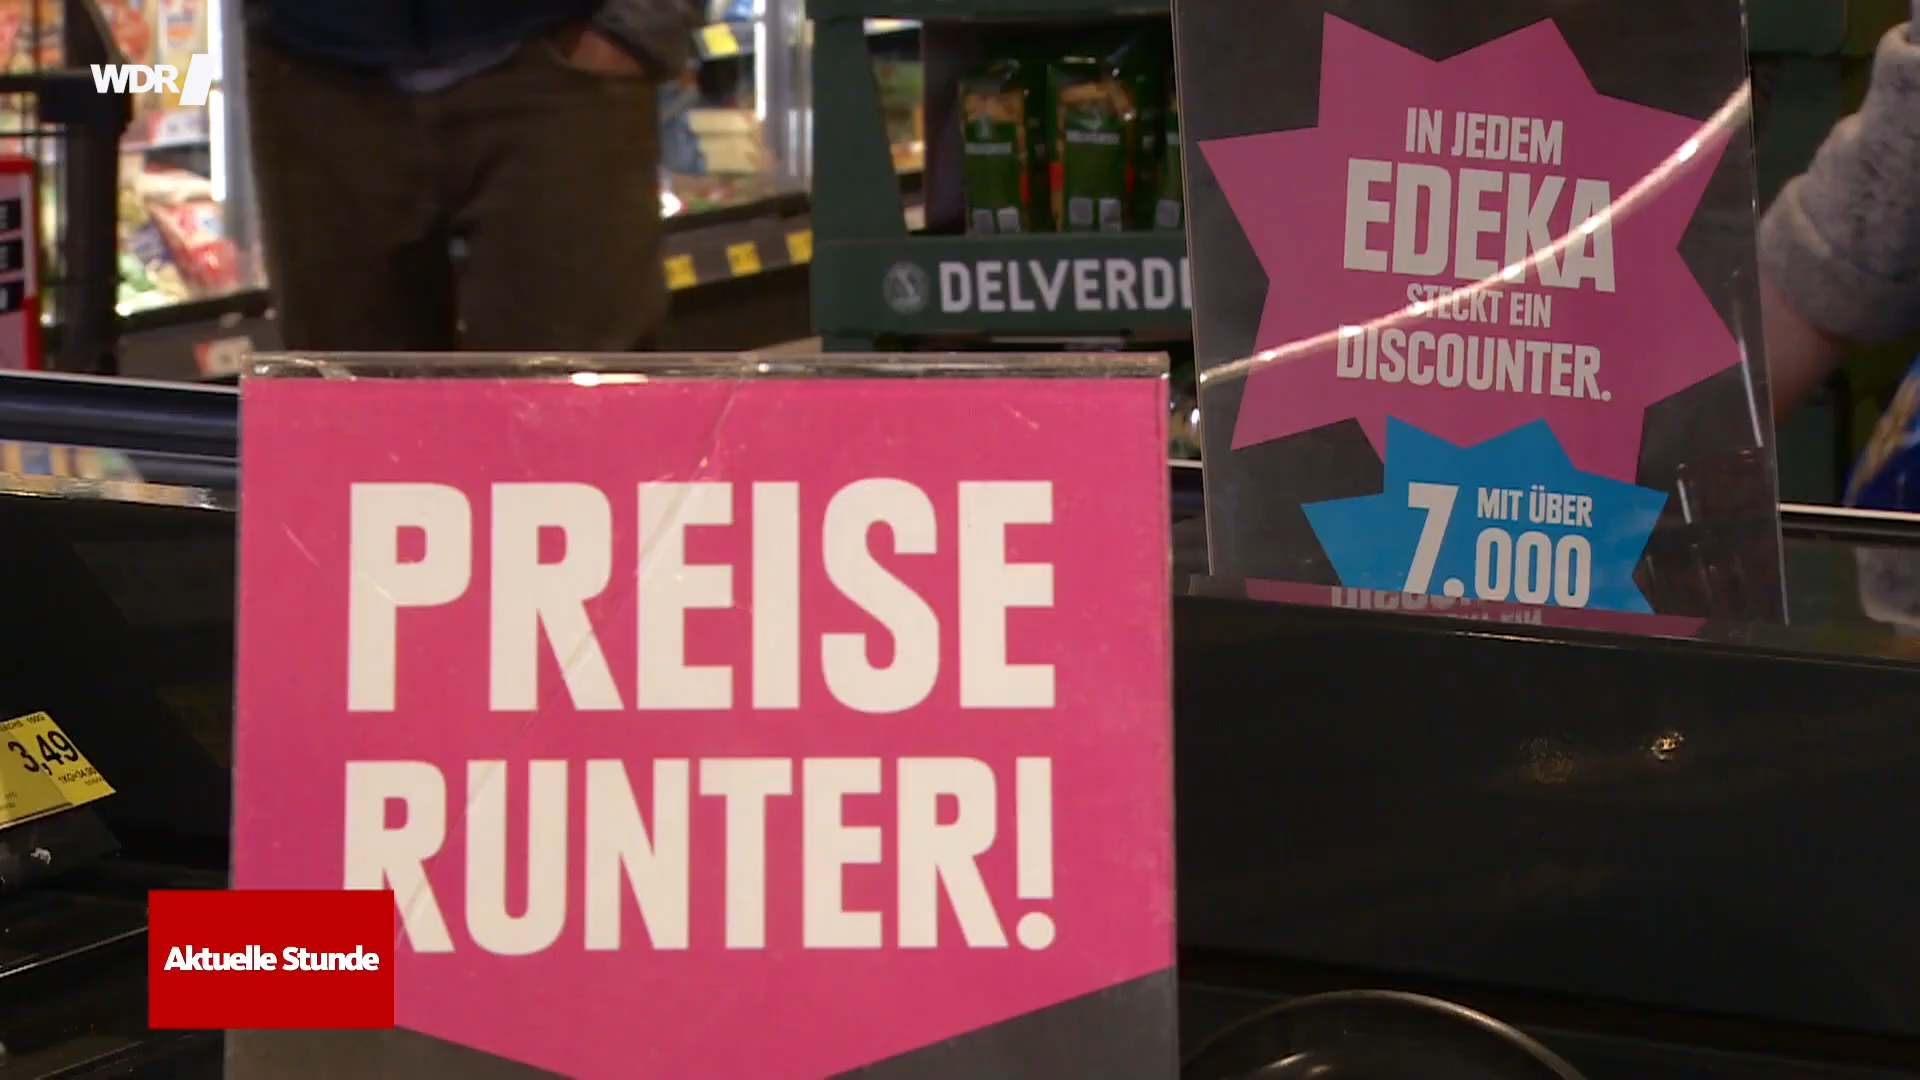 WDR
IN JEDEM
EDEKA
STECKT EIN
DISCOUNTER.
MIT ÜBER
7.000
DELVERDE
PREISE
RUNTER!
3,49
Aktuelle Stunde